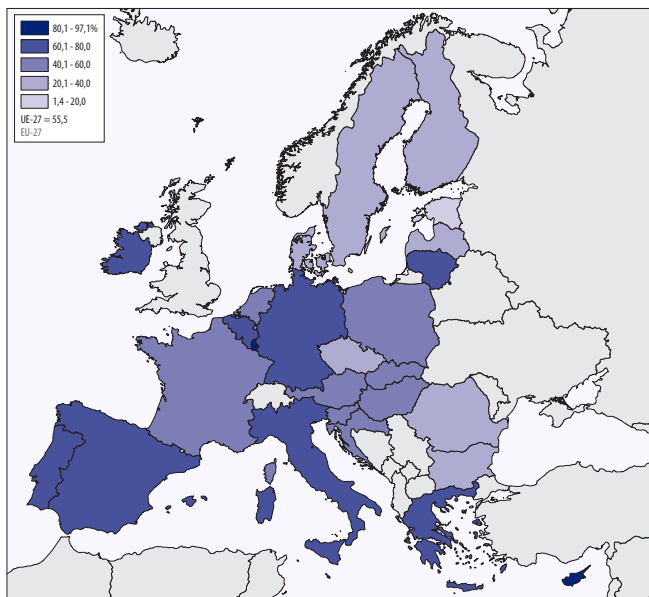 80,1 - 97,1%
60,1 - 80,0
40,1 - 60,0
20,1 - 40,0
1,4 - 20,0
UE-27 = 55,5
EU-27